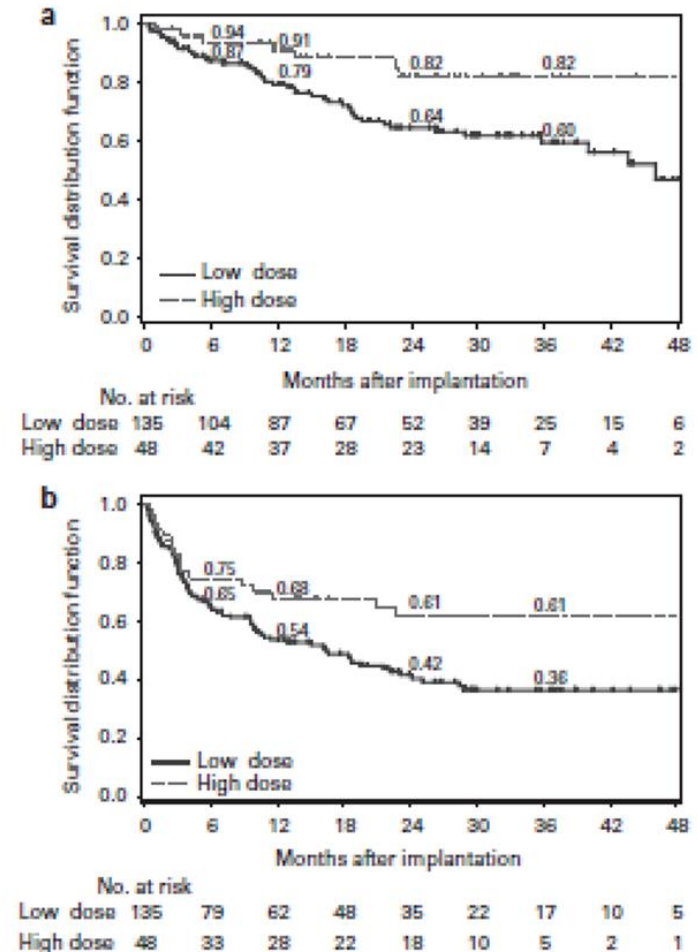 a
Survival distribution function
1.0
0.8
0.6
0.4
0.2
0.0
0.94
0.91
0.87
0.79
0.82
0.82
0.64
0.60
Low dose
High dose
0 6 12 18 24 30 36 42 48
Months after implantation
No. at risk
Low dose 135 104 87 67 52 39 25 15 6
High dose 48 42 37 28 23 14 7 4 2
b
Survival distribution function
1.0
0.8
0.6
0.4
0.2
0.0
0.75
0.68
0.65
0.54
0.61
0.61
0.42
0.36
Low dose
High dose
0 6 12 18 24 30 36 42 48
Months after implantation
No. at risk
Low dose 135 79 62 48 35 22 17 10 5
High dose 48 33 28 22 18 10 5 2 1